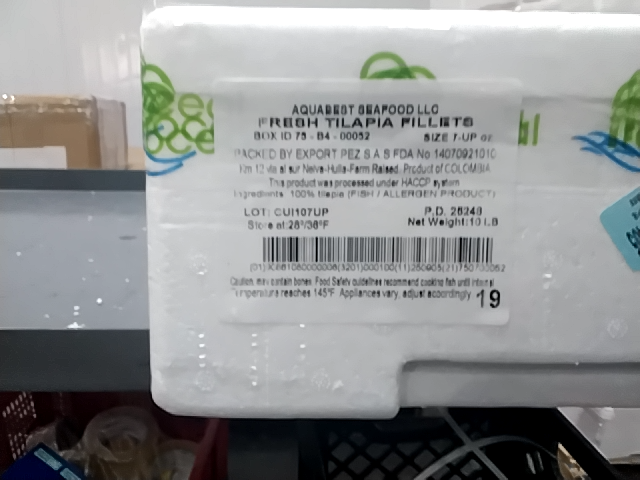 AQUABEST SEAFOOD LLC
FRESH TILAPIA FILLETS
BOX ID 75 - B4 - 00052 SIZE 7-UP oz
PACKED BY EXPORT PEZ S.A.S FDA No 14070921010
Km 12 via al sur Neiva-Huila-Farm Raised. Product of COLOMBIA
This product was processed under HACCP system
Ingredients: 100% tilapia (FISH / ALLERGEN PRODUCT)
LOT: CUI107UP P.D. 25248
Store at:28°/38°F Net Weight:10 LB
Caution, may contain bones. Food Safety guidelines recommend cooking fish until internal
Temperature reaches 145°F. Appliances vary, adjust accordingly. 19